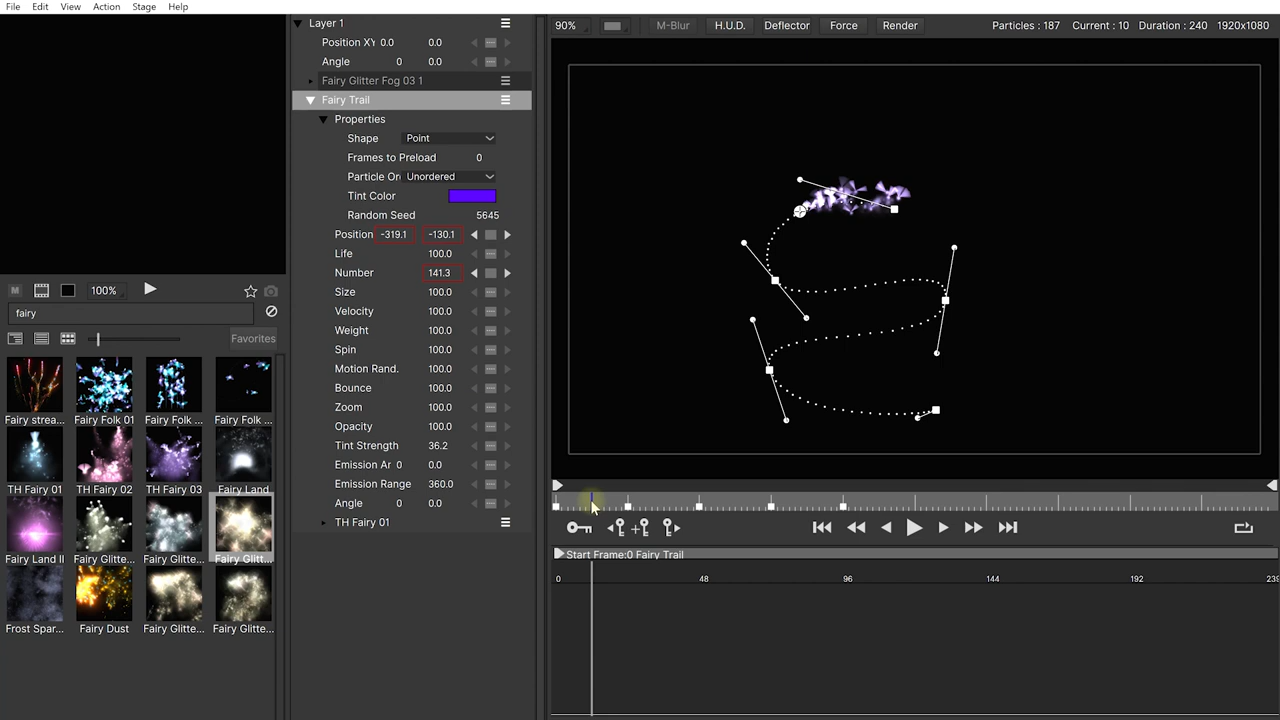 File Edit View Action Stage Help
90% M-Blur H.U.D. Deflector Force Render Particles : 187 Current : 10 Duration : 240 1920x1080
Layer 1
Position XY 0.0 0.0
Angle 0.0
Fairy Glitter Fog 03 1
Fairy Trail
Properties
Shape Point
Frames to Preload 0
Particle Or Unordered
Tint Color
Random Seed 5645
Position -319.1 -130.1
Life 100.0
Number 141.3
Size 100.0
Velocity 100.0
Weight 100.0
Spin 100.0
Motion Rand. 100.0
Bounce 100.0
Zoom 100.0
Opacity 100.0
Tint Strength 36.2
Emission Ar 0 0.0
Emission Range 360.0
Angle 0 0.0
TH Fairy 01
M 100%
fairy
Favorites
Fairy strea... Fairy Folk 01 Fairy Folk ... Fairy Folk ...
TH Fairy 01 TH Fairy 02 TH Fairy 03 Fairy Land
Fairy Land II Fairy Glitte... Fairy Glitte... Fairy Glitt...
Frost Spar... Fairy Dust Fairy Glitte... Fairy Glitte...
Start Frame:0 Fairy Trail
0 48 96 144 192 239